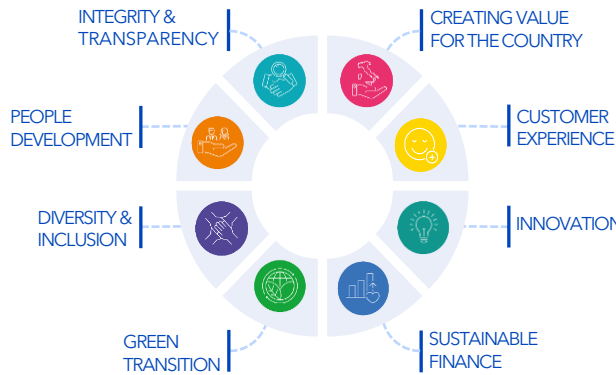 INTEGRITY &
TRANSPARENCY
CREATING VALUE
FOR THE COUNTRY
PEOPLE
DEVELOPMENT
CUSTOMER
EXPERIENCE
DIVERSITY &
INCLUSION
INNOVATION
GREEN
TRANSITION
SUSTAINABLE
FINANCE